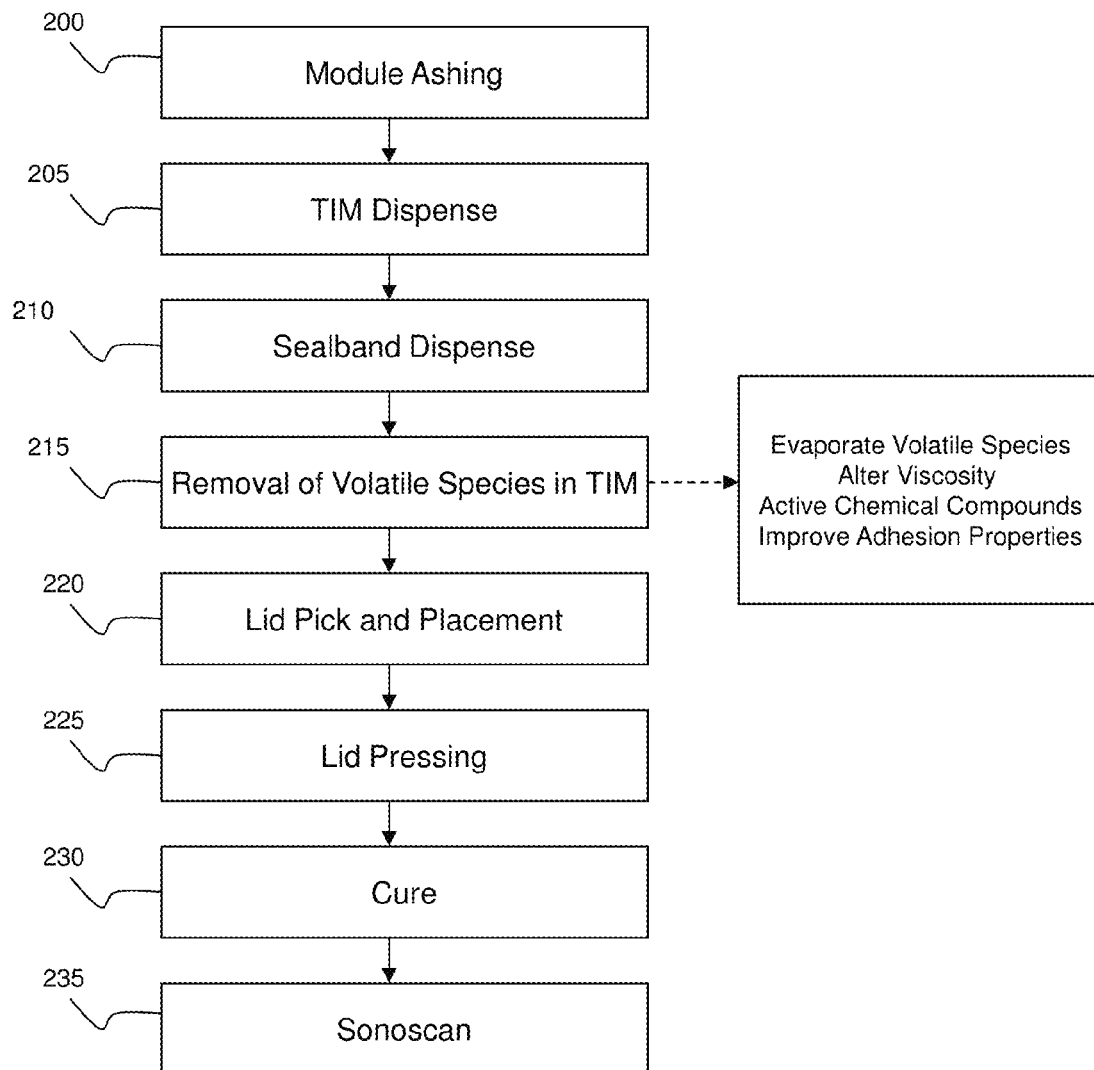 200
Module Ashing
205
TIM Dispense
210
Sealband Dispense
215
Removal of Volatile Species in TIM
Evaporate Volatile Species
Alter Viscosity
Active Chemical Compounds
Improve Adhesion Properties
220
Lid Pick and Placement
225
Lid Pressing
230
Cure
235
Sonoscan